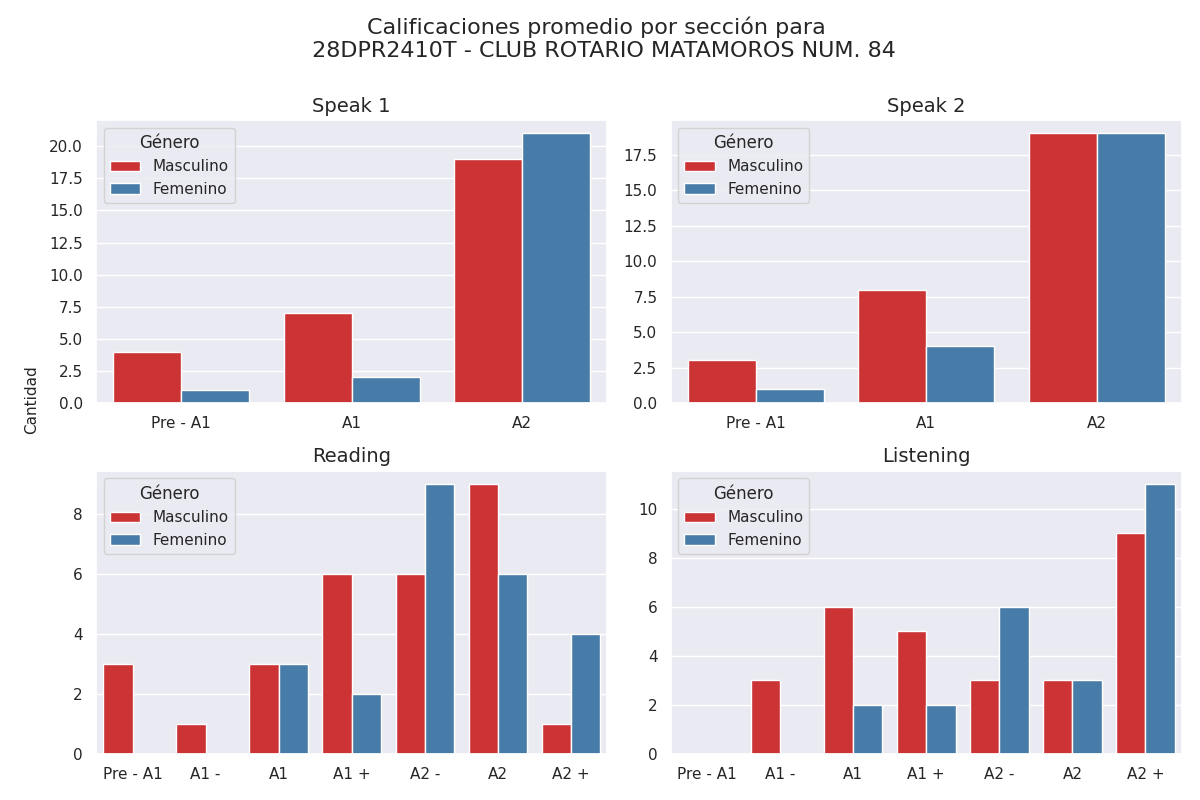 Calificaciones promedio por sección para
28DPR2410T - CLUB ROTARIO MATAMOROS NUM. 84
Speak 1
Género
Masculino
Femenino
20.0
17.5
15.0
12.5
10.0
7.5
5.0
2.5
0.0
Pre - A1 A1 A2
Speak 2
Género
Masculino
Femenino
17.5
15.0
12.5
10.0
7.5
5.0
2.5
0.0
Pre - A1 A1 A2
Cantidad
Reading
Género
Masculino
Femenino
8
6
4
2
0
Pre - A1 A1 - A1 A1 + A2 - A2 A2 +
Listening
Género
Masculino
Femenino
10
8
6
4
2
0
Pre - A1 A1 - A1 A1 + A2 - A2 A2 +